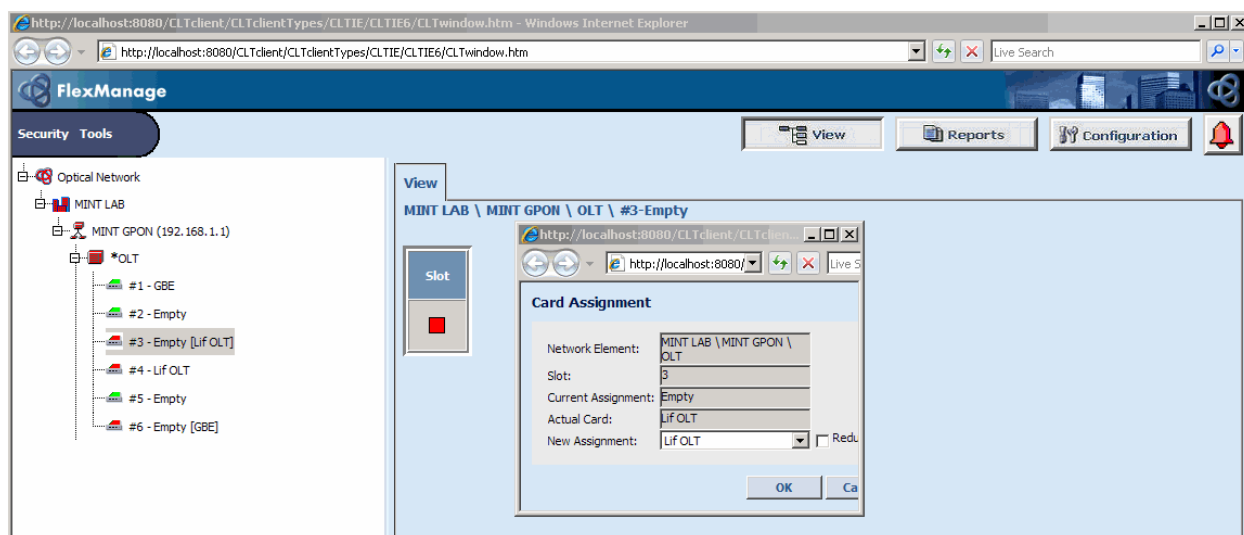 http://localhost:8080/CLTclient/CLTclientTypes/CLTIE/CLTIE6/CLTwindow.htm - Windows Internet Explorer
http://localhost:8080/CLTclient/CLTclientTypes/CLTIE/CLTIE6/CLTwindow.htm Live Search
FlexManage
Security Tools View Reports Configuration
Optical Network
MINT LAB
MINT GPON (192.168.1.1)
*OLT
#1 - GBE
#2 - Empty
#3 - Empty [Lif OLT]
#4 - Lif OLT
#5 - Empty
#6 - Empty [GBE]
View
MINT LAB \ MINT GPON \ OLT \ #3-Empty
Slot
http://localhost:8080/CLTclient/CLTclien...
http://localhost:8080/ Live S
Card Assignment
Network Element: MINT LAB \ MINT GPON \
OLT
Slot: 3
Current Assignment: Empty
Actual Card: Lif OLT
New Assignment: Lif OLT Redu
OK Ca